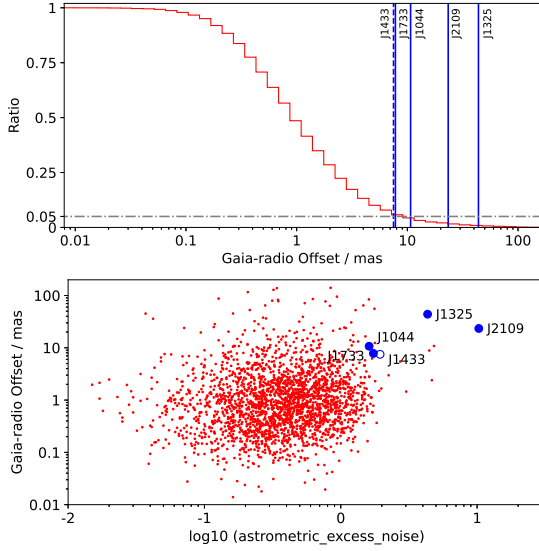 1
0.75
0.5
0.25
0.05
0
Ratio
J1433
J1733
J1044
J2109
J1325
0.01
0.1
1
10
100
Gaia-radio Offset / mas
100
10
1
0.1
0.01
Gaia-radio Offset / mas
J1325
J2109
J1044
J1733
J1433
-2
-1
0
1
log10 (astrometric_excess_noise)